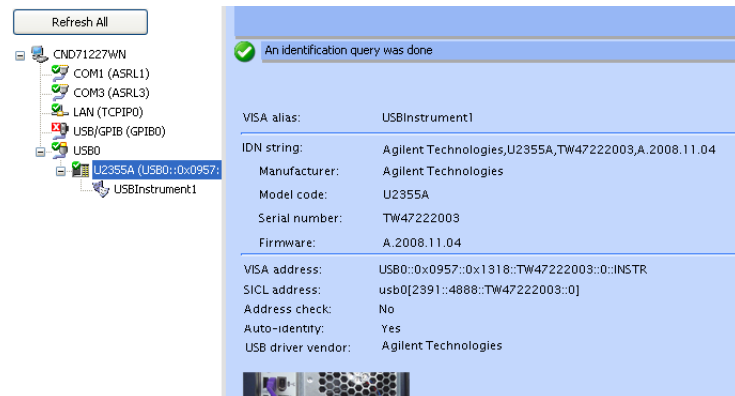 Refresh All
CND71227WN
COM1 (ASRL1)
COM3 (ASRL3)
LAN (TCPIP0)
USB/GPIB (GPIB0)
USB0
U2355A (USB0::0x0957:
USBInstrument1
An identification query was done
VISA alias: USBInstrument1
IDN string: Agilent Technologies,U2355A,TW47222003,A.2008.11.04
Manufacturer: Agilent Technologies
Model code: U2355A
Serial number: TW47222003
Firmware: A.2008.11.04
VISA address: USB0::0x0957::0x1318::TW47222003::0::INSTR
SICL address: usb0[2391::4888::TW47222003::0]
Address check: No
Auto-identify: Yes
USB driver vendor: Agilent Technologies